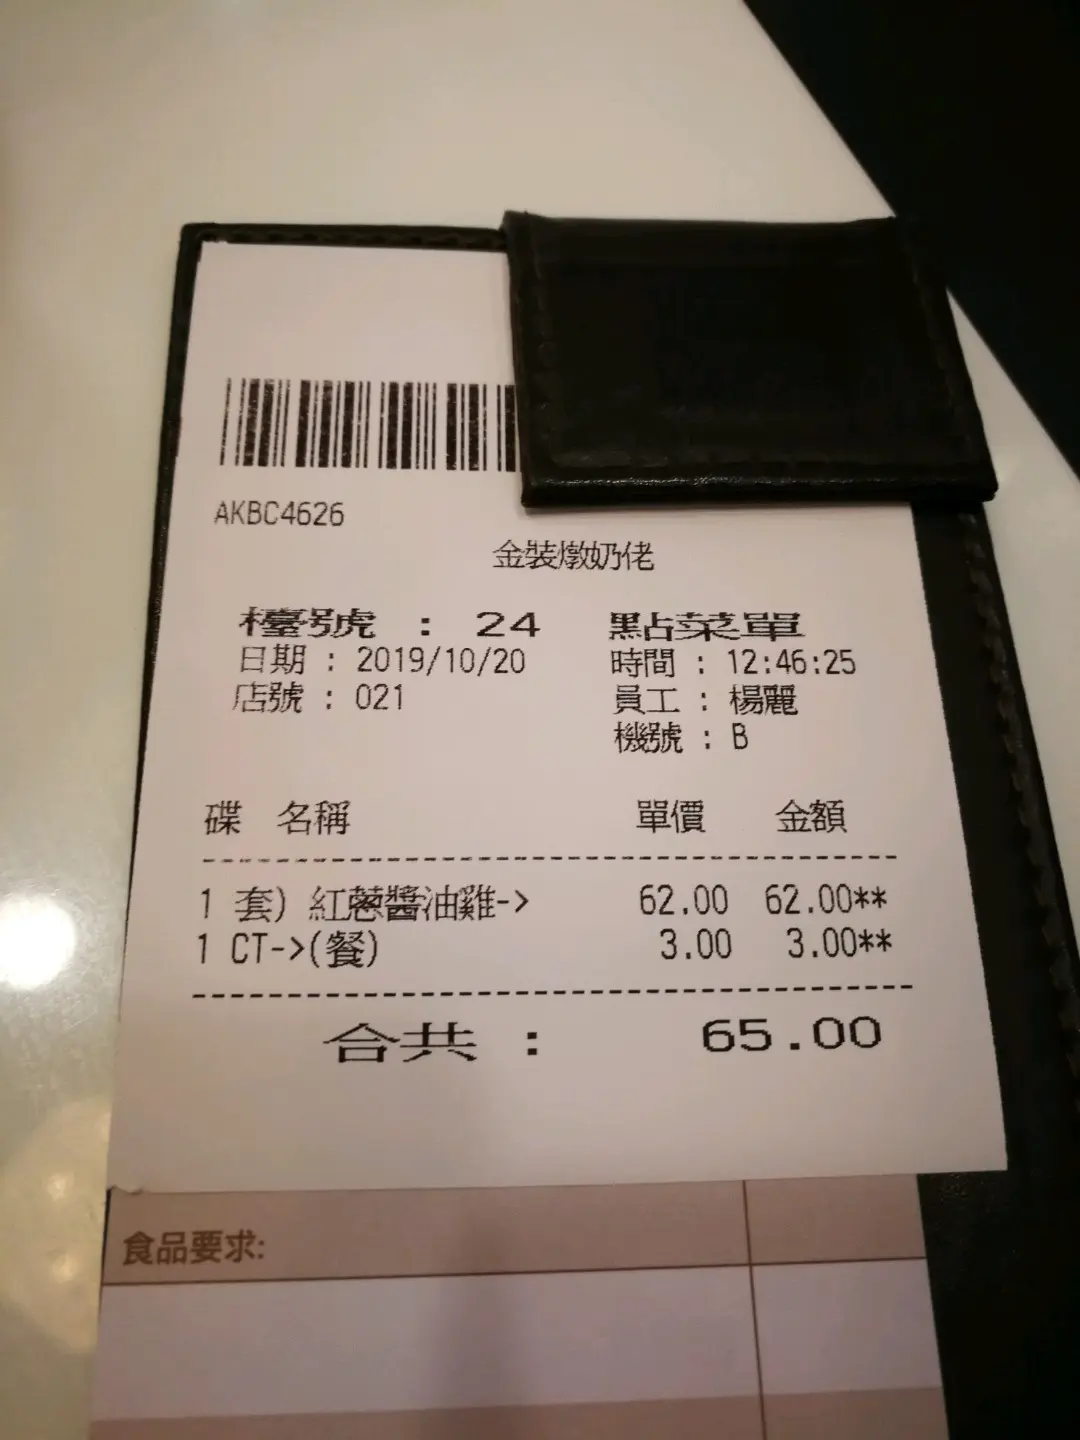 AKBC4626
金裝燉奶佬
檯號 : 24 點菜單
日期 : 2019/10/20 時間 : 12:46:25
店號 : 021 員工 : 楊麗
機號 : B
碟 名稱 單價 金額
1 套) 紅蔥醬油雞-> 62.00 62.00**
1 CT->(餐) 3.00 3.00**
合共 : 65.00
食品要求: